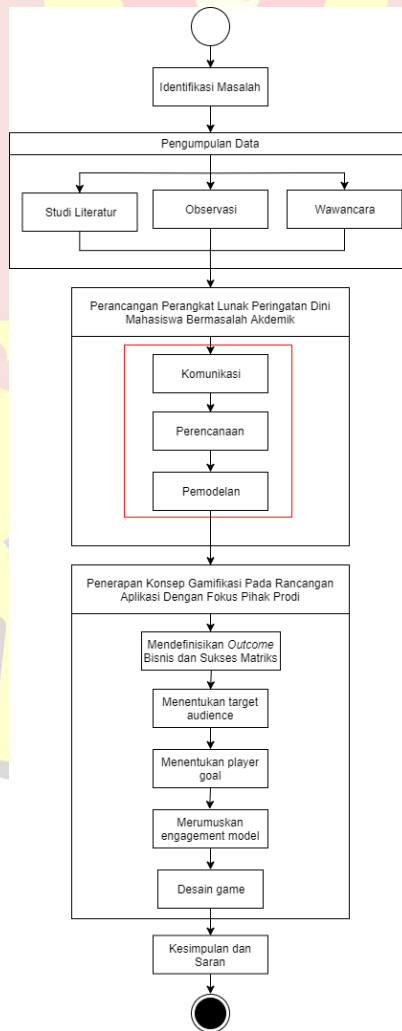 Identifikasi Masalah
Pengumpulan Data
Studi Literatur
Observasi
Wawancara
Perancangan Perangkat Lunak Peringatan Dini
Mahasiswa Bermasalah Akdemik
Komunikasi
Perencanaan
Pemodelan
Penerapan Konsep Gamifikasi Pada Rancangan
Aplikasi Dengan Fokus Pihak Prodi
Mendefinisikan Outcome
Bisnis dan Sukses Matriks
Menentukan target
audience
Menentukan player
goal
Merumuskan
engagement model
Desain game
Kesimpulan dan
Saran